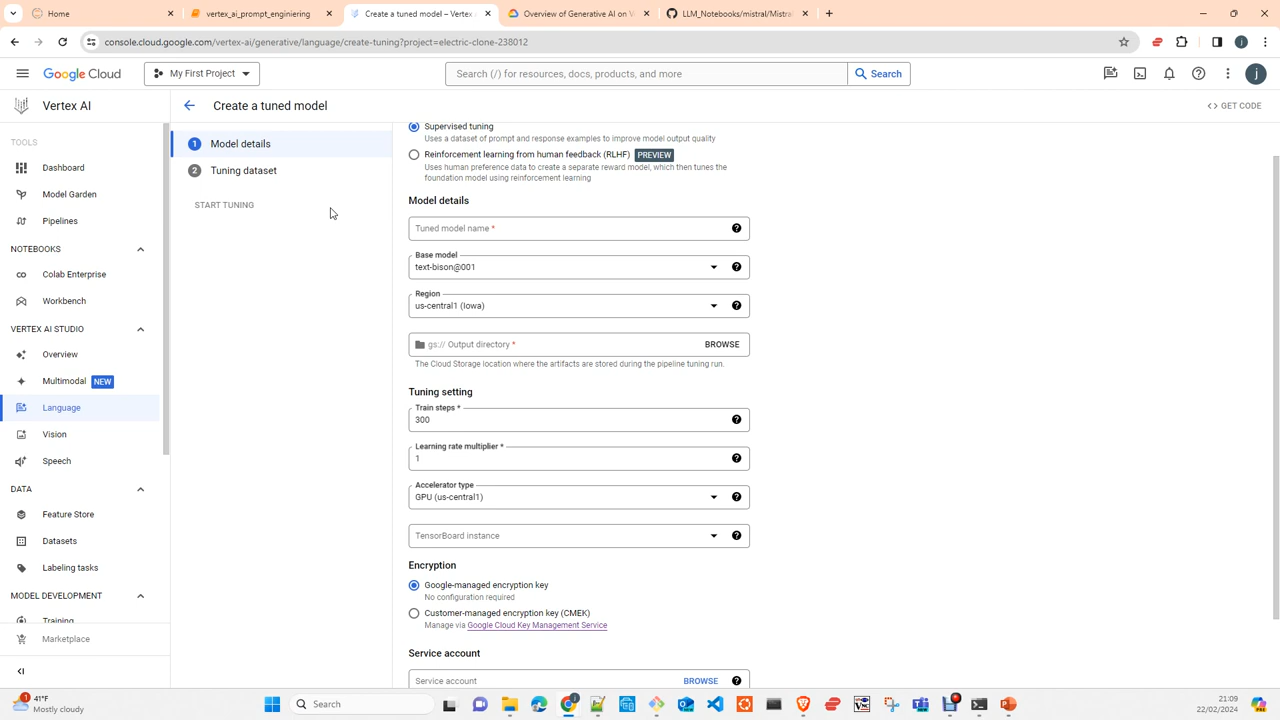 Home
vertex_ai_prompt_enginiering
Create a tuned model – Vertex
Overview of Generative AI on V
LLM_Notebooks/mistral/Mistral
console.cloud.google.com/vertex-ai/generative/language/create-tuning?project=electric-clone-238012
Google Cloud
My First Project
Search (/) for resources, docs, products, and more
Search
j
Vertex AI
Create a tuned model
GET CODE
TOOLS
Dashboard
Model Garden
Pipelines
NOTEBOOKS
Colab Enterprise
Workbench
VERTEX AI STUDIO
Overview
Multimodal NEW
Language
Vision
Speech
DATA
Feature Store
Datasets
Labeling tasks
MODEL DEVELOPMENT
Training
Marketplace
1 Model details
2 Tuning dataset
START TUNING
Supervised tuning
Uses a dataset of prompt and response examples to improve model output quality
Reinforcement learning from human feedback (RLHF) PREVIEW
Uses human preference data to create a separate reward model, which then tunes the
foundation model using reinforcement learning
Model details
Tuned model name *
Base model
text-bison@001
Region
us-central1 (Iowa)
gs:// Output directory * BROWSE
The Cloud Storage location where the artifacts are stored during the pipeline tuning run.
Tuning setting
Train steps *
300
Learning rate multiplier *
1
Accelerator type
GPU (us-central1)
TensorBoard instance
Encryption
Google-managed encryption key
No configuration required
Customer-managed encryption key (CMEK)
Manage via Google Cloud Key Management Service
Service account
Service account BROWSE
41°F
Mostly cloudy
Search
21:09
22/02/2024